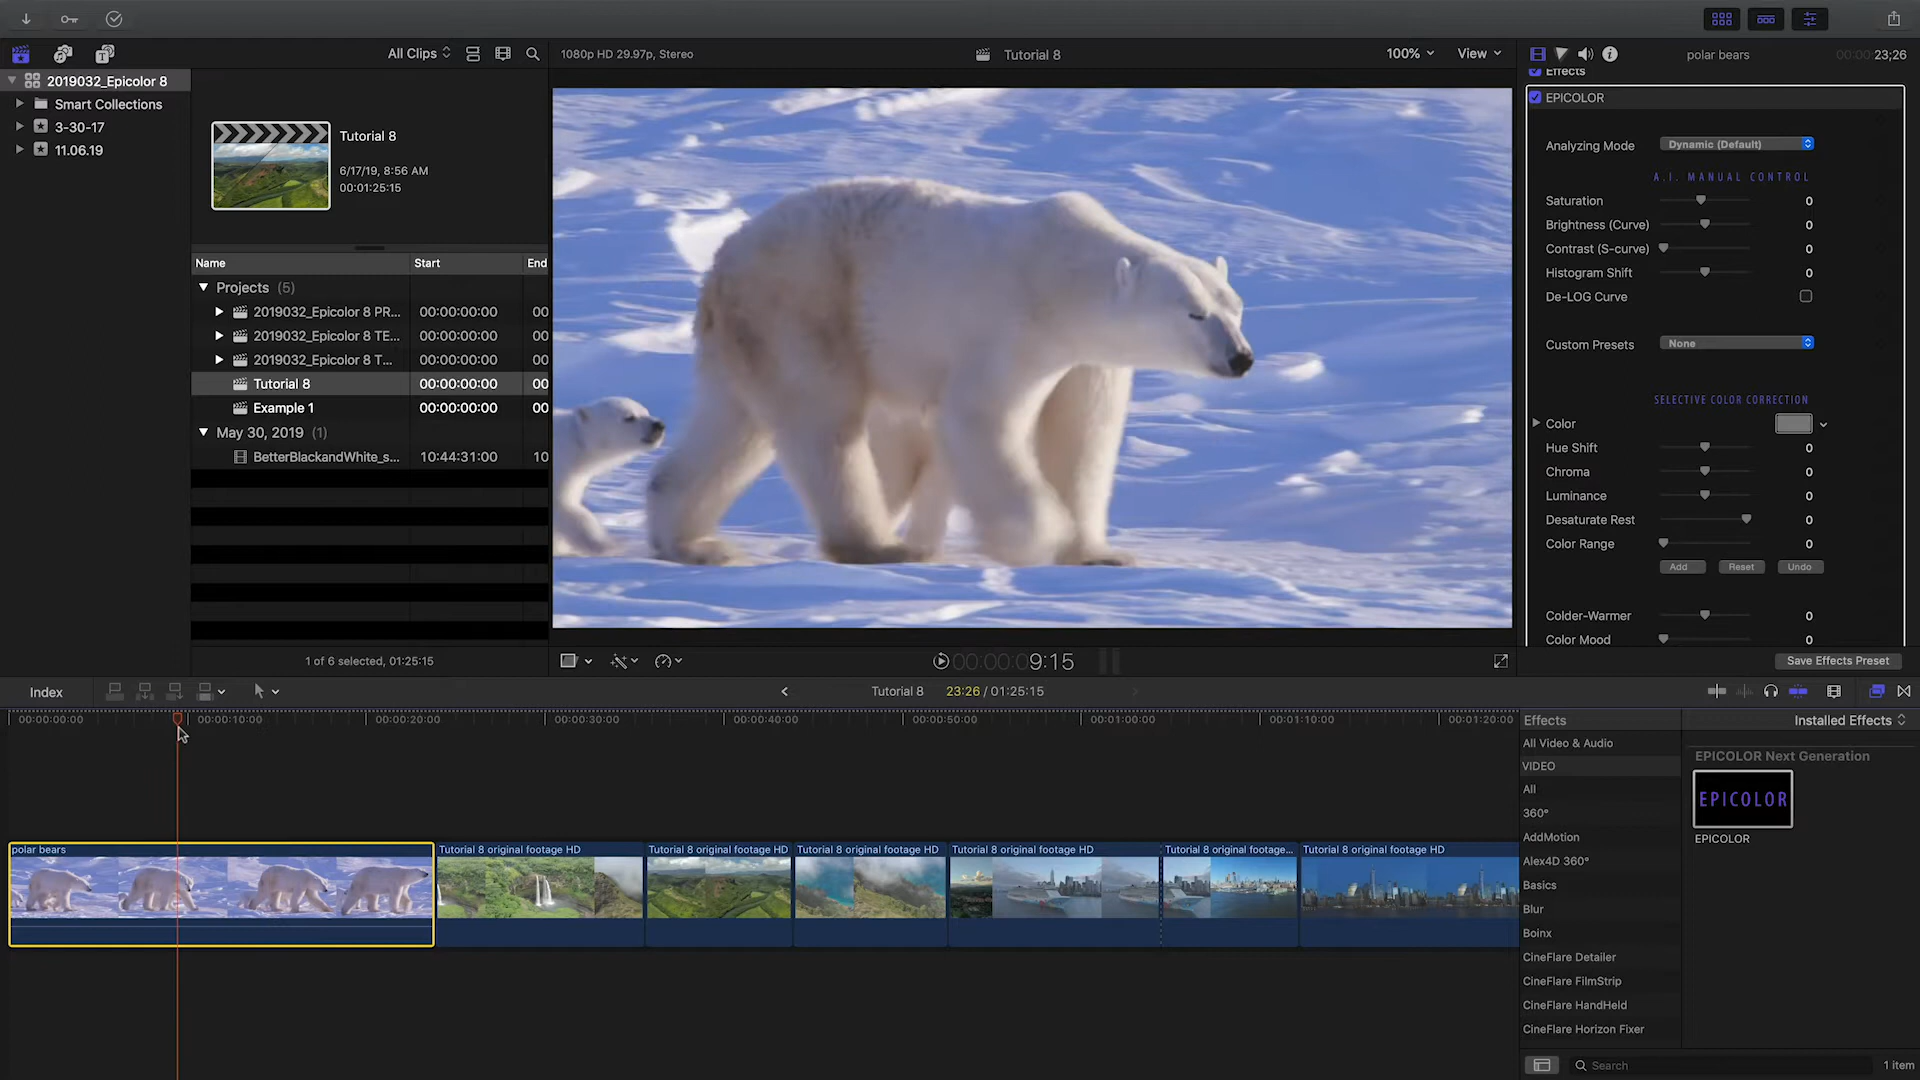 All Clips
1080p HD 29.97p, Stereo
Tutorial 8
100%
View
polar bears
00:00:23;26
2019032_Epicolor 8
Smart Collections
3-30-17
11.06.19
Tutorial 8
6/17/19, 8:56 AM
00:01:25:15
Name Start End
Projects (5)
2019032_Epicolor 8 PR... 00:00:00:00 00
2019032_Epicolor 8 TE... 00:00:00:00 00
2019032_Epicolor 8 T... 00:00:00:00 00
Tutorial 8 00:00:00:00 00
Example 1 00:00:00:00 00
May 30, 2019 (1)
BetterBlackandWhite_s... 10:44:31:00 10
1 of 6 selected, 01:25:15
00:00:09:15
Effects
EPICOLOR
Analyzing Mode Dynamic (Default)
A.I. MANUAL CONTROL
Saturation 0
Brightness (Curve) 0
Contrast (S-curve) 0
Histogram Shift 0
De-LOG Curve
Custom Presets None
SELECTIVE COLOR CORRECTION
Color
Hue Shift 0
Chroma 0
Luminance 0
Desaturate Rest 0
Color Range 0
Add Reset Undo
Colder-Warmer 0
Color Mood 0
Save Effects Preset
Index
Tutorial 8 23:26 / 01:25:15
00:00:00:00 00:00:10:00 00:00:20:00 00:00:30:00 00:00:40:00 00:00:50:00 00:01:00:00 00:01:10:00 00:01:20:00
polar bears
Tutorial 8 original footage HD
Tutorial 8 original footage HD
Tutorial 8 original footage HD
Tutorial 8 original footage HD
Tutorial 8 original footage...
Tutorial 8 original footage HD
Effects
Installed Effects
All Video & Audio
VIDEO
All
360°
AddMotion
Alex4D 360°
Basics
Blur
Boinx
CineFlare Detailer
CineFlare FilmStrip
CineFlare HandHeld
CineFlare Horizon Fixer
EPICOLOR Next Generation
EPICOLOR
EPICOLOR
Search
1 item